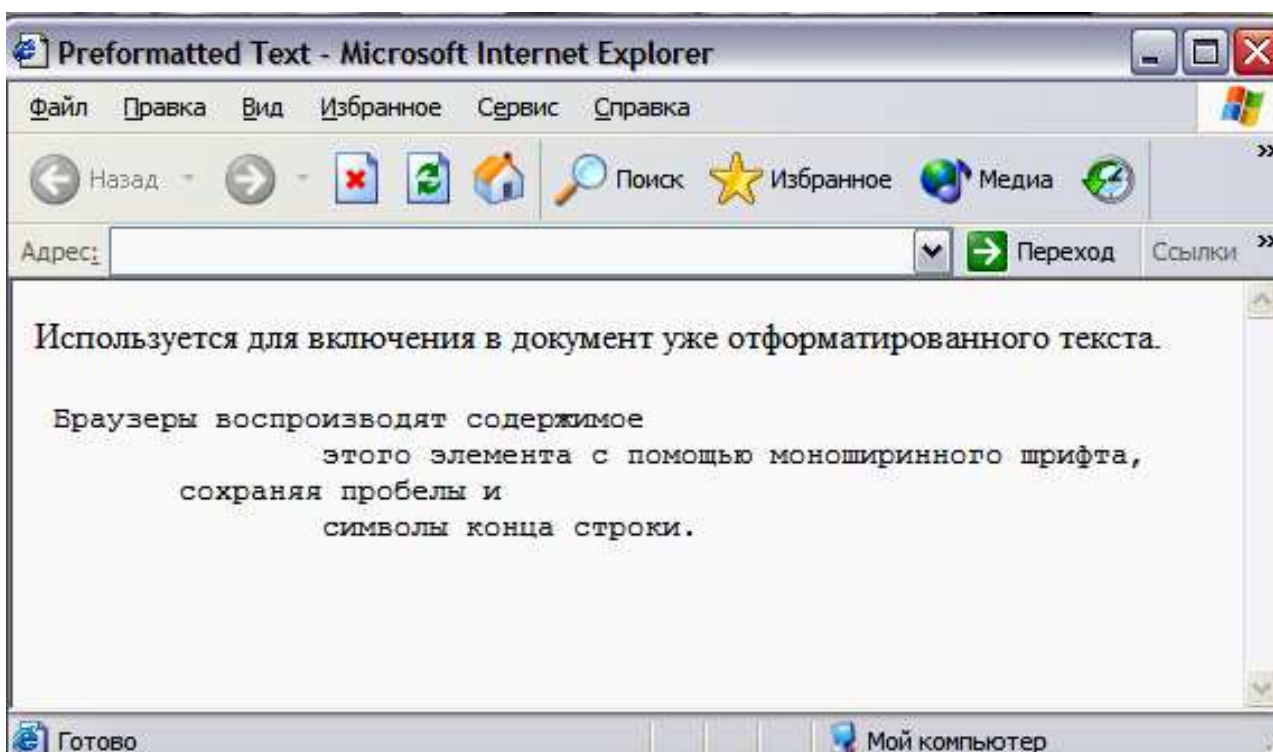 Preformatted Text - Microsoft Internet Explorer
Файл Правка Вид Избранное Сервис Справка
Назад Поиск Избранное Медиа »
Адрес: Переход Ссылки »
Используется для включения в документ уже отформатированного текста.
Браузеры воспроизводят содержимое
этого элемента с помощью моноширинного шрифта,
сохраняя пробелы и
символы конца строки.
Готово Мой компьютер